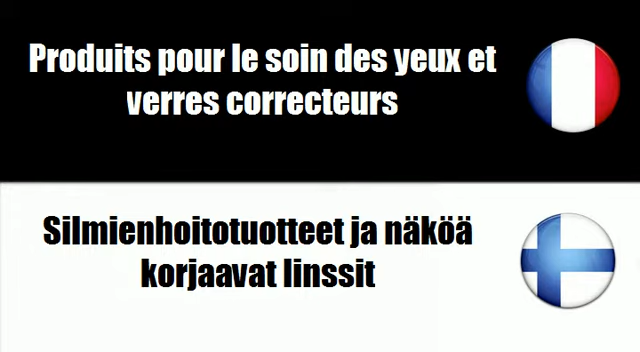 Produits pour le soin des yeux et
verres correcteurs
Silmienhoitotuotteet ja näköä
korjaavat linssit